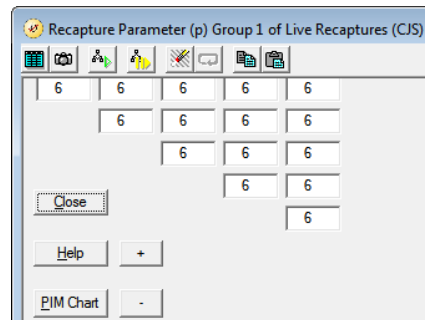 Recapture Parameter (p) Group 1 of Live Recaptures (CJS)
6 6 6 6 6
6 6 6 6
6 6 6
6 6
Close
6
Help +
PIM Chart -